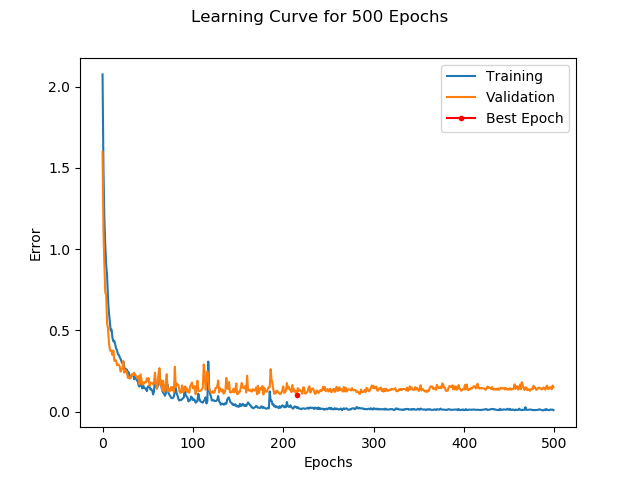 Learning Curve for 500 Epochs
Training
Validation
Best Epoch
2.0
1.5
1.0
0.5
0.0
Error
0 100 200 300 400 500
Epochs